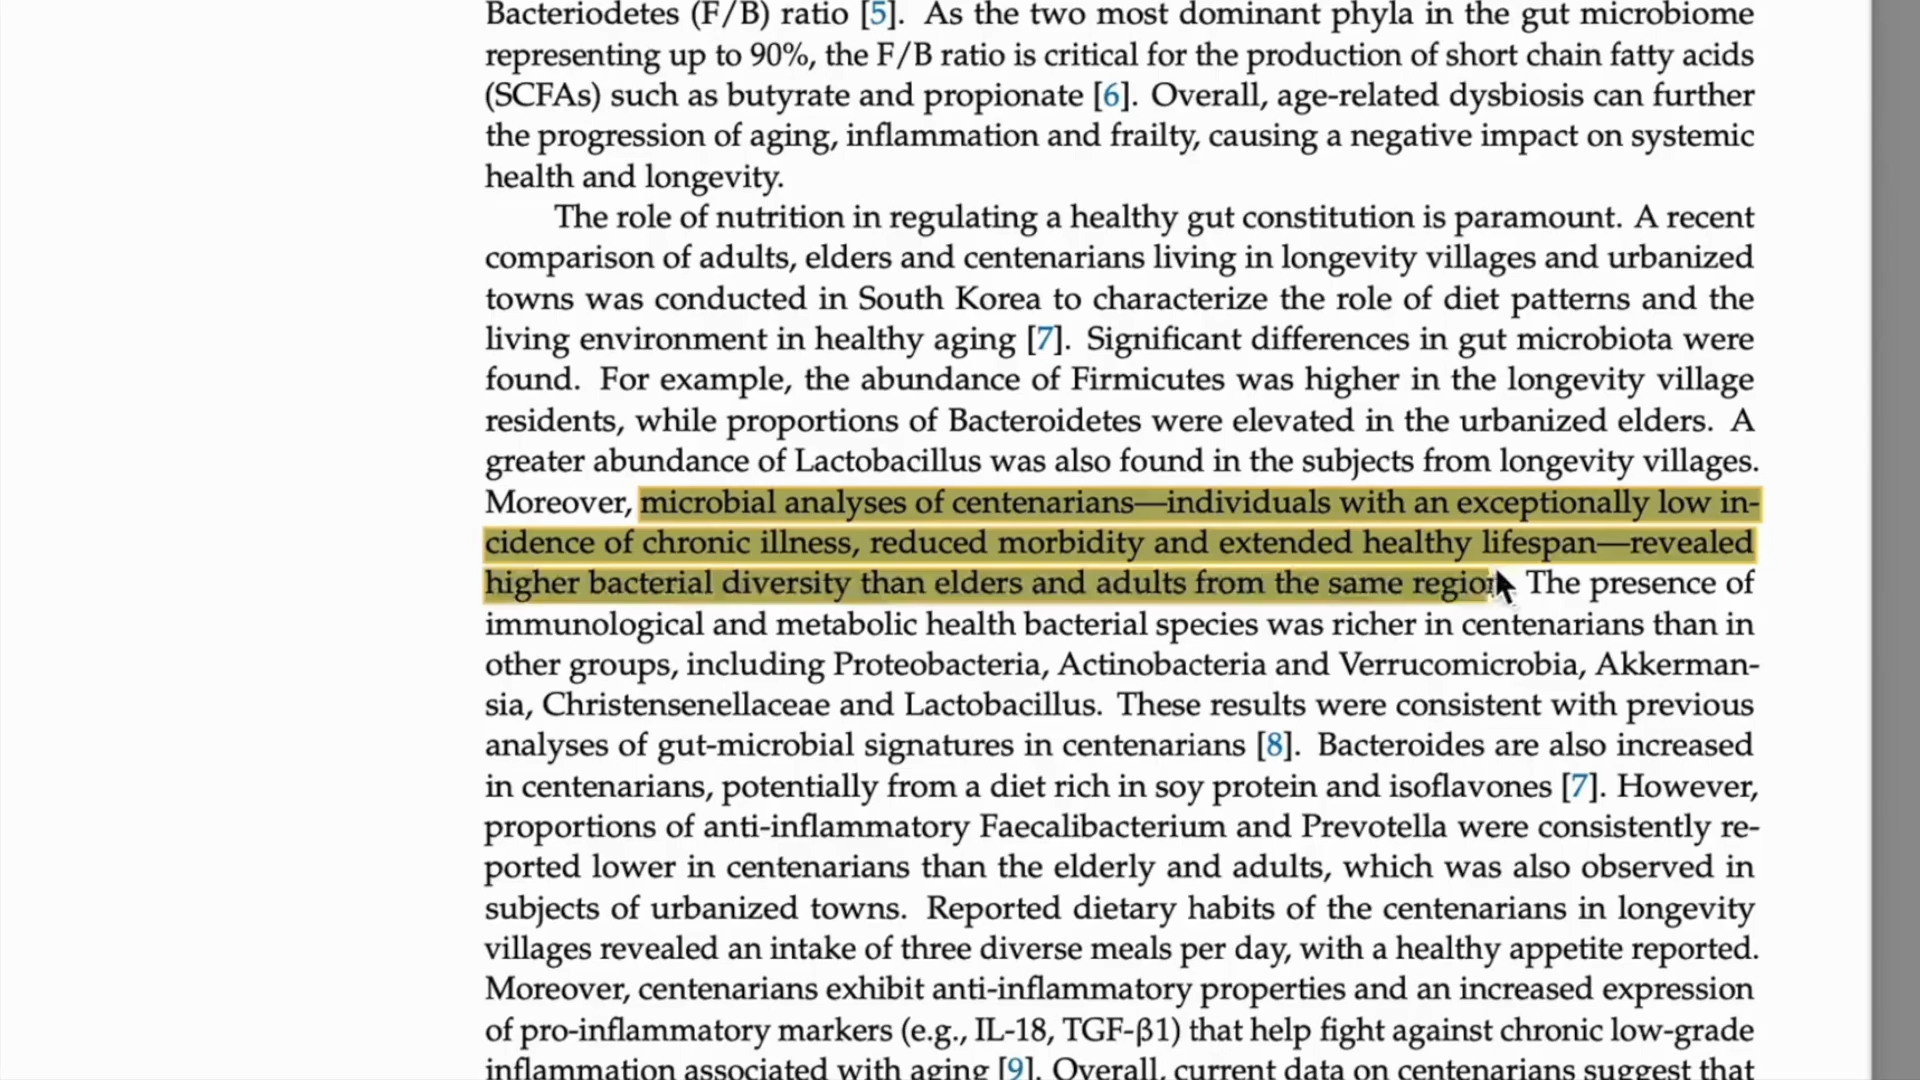 Bacteriodetes (F/B) ratio [5]. As the two most dominant phyla in the gut microbiome
representing up to 90%, the F/B ratio is critical for the production of short chain fatty acids
(SCFAs) such as butyrate and propionate [6]. Overall, age-related dysbiosis can further
the progression of aging, inflammation and frailty, causing a negative impact on systemic
health and longevity.
The role of nutrition in regulating a healthy gut constitution is paramount. A recent
comparison of adults, elders and centenarians living in longevity villages and urbanized
towns was conducted in South Korea to characterize the role of diet patterns and the
living environment in healthy aging [7]. Significant differences in gut microbiota were
found. For example, the abundance of Firmicutes was higher in the longevity village
residents, while proportions of Bacteroidetes were elevated in the urbanized elders. A
greater abundance of Lactobacillus was also found in the subjects from longevity villages.
Moreover, microbial analyses of centenarians—individuals with an exceptionally low in-
cidence of chronic illness, reduced morbidity and extended healthy lifespan—revealed
higher bacterial diversity than elders and adults from the same region. The presence of
immunological and metabolic health bacterial species was richer in centenarians than in
other groups, including Proteobacteria, Actinobacteria and Verrucomicrobia, Akkerman-
sia, Christensenellaceae and Lactobacillus. These results were consistent with previous
analyses of gut-microbial signatures in centenarians [8]. Bacteroides are also increased
in centenarians, potentially from a diet rich in soy protein and isoflavones [7]. However,
proportions of anti-inflammatory Faecalibacterium and Prevotella were consistently re-
ported lower in centenarians than the elderly and adults, which was also observed in
subjects of urbanized towns. Reported dietary habits of the centenarians in longevity
villages revealed an intake of three diverse meals per day, with a healthy appetite reported.
Moreover, centenarians exhibit anti-inflammatory properties and an increased expression
of pro-inflammatory markers (e.g., IL-18, TGF-β1) that help fight against chronic low-grade
inflammation associated with aging [9]. Overall, current data on centenarians suggest that